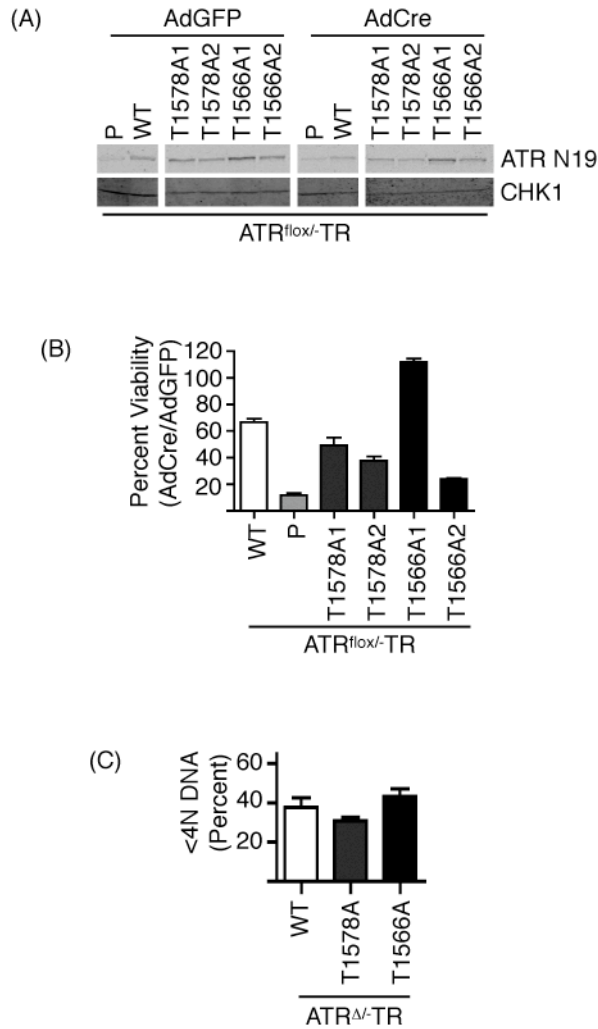 (A)
AdGFP AdCre
P WT T1578A1 T1578A2 T1566A1 T1566A2 P WT T1578A1 T1578A2 T1566A1 T1566A2
ATR N19
CHK1
ATRflox/-TR
(B)
Percent Viability
(AdCre/AdGFP)
120
100
80
60
40
20
WT P T1578A1 T1578A2 T1566A1 T1566A2
ATRflox/-TR
(C)
<4N DNA
(Percent)
60
40
20
WT T1578A T1566A
ATRΔ/-TR